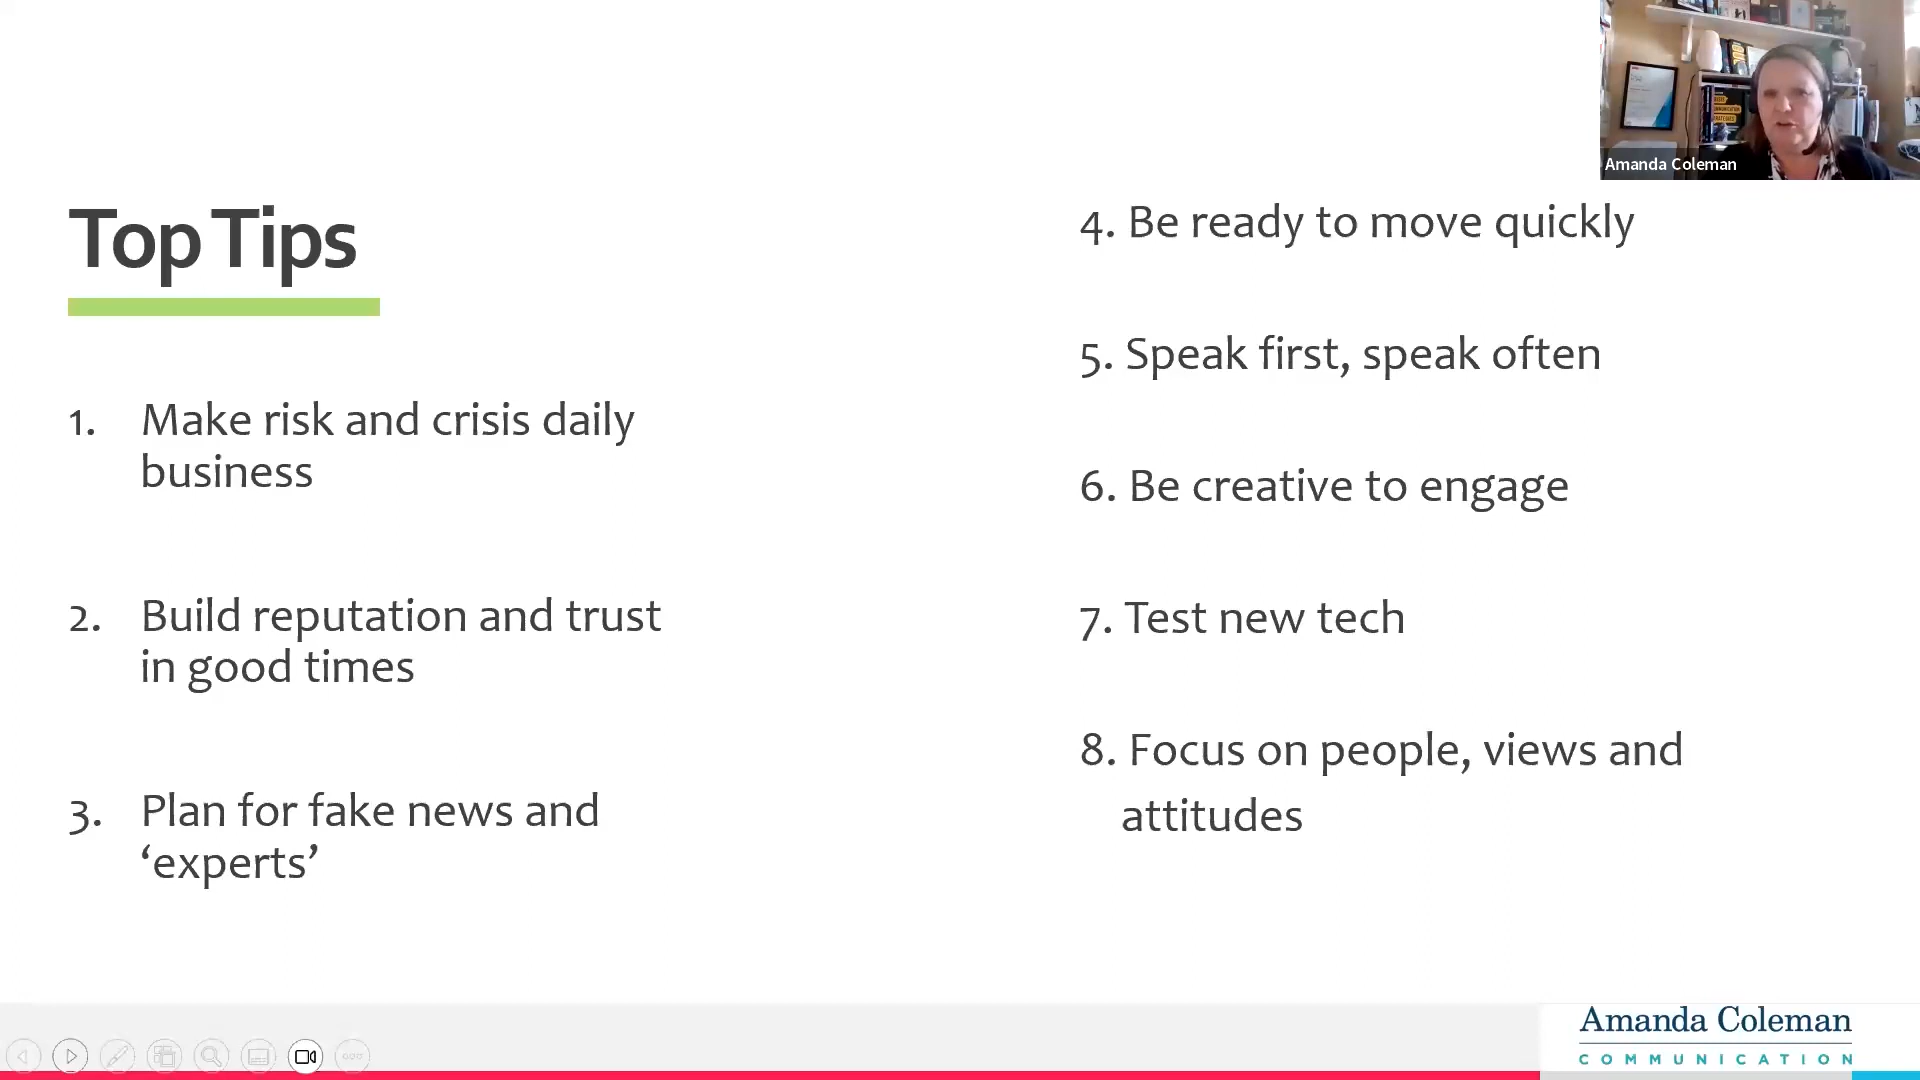 Top Tips
1. Make risk and crisis daily
business
2. Build reputation and trust
in good times
3. Plan for fake news and
‘experts’
4. Be ready to move quickly
5. Speak first, speak often
6. Be creative to engage
7. Test new tech
8. Focus on people, views and
attitudes
Amanda Coleman
Amanda Coleman
COMMUNICATION